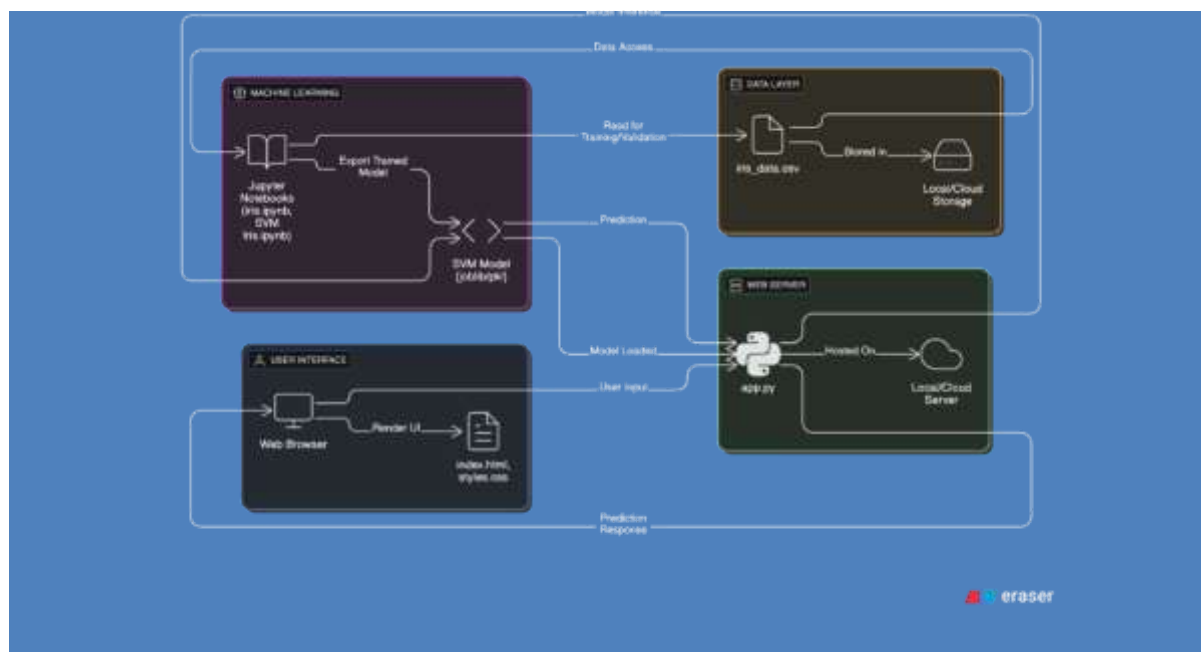 Data Access
MACHINE LEARNING
DATA LAYER
Read for
Training/Validation
Export Trained
Model
Stored In
iris_data.csv
Jupyter
Notebooks
(iris.ipynb,
SVM
Iris.ipynb)
Local/Cloud
Storage
Prediction
SVM Model
WEB SERVER
Model Loaded
Hosted On
USER INTERFACE
User Input
app.py
Local/Cloud
Server
Render UI
Web Browser
index.html,
styles.css
Prediction
Response
eraser